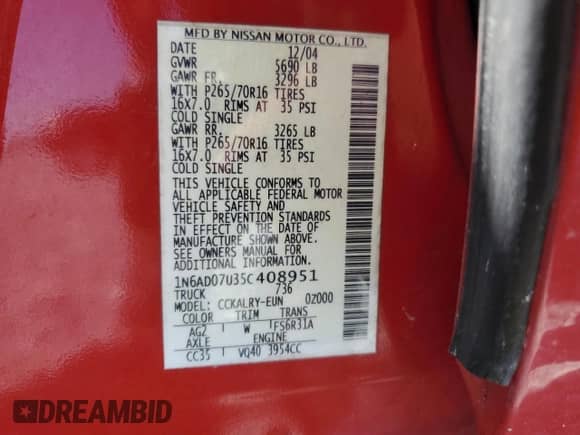 MFD BY NISSAN MOTOR CO., LTD.
DATE 12/04
GVWR 5690 LB
GAWR FR. 3296 LB
WITH P265/70R16 TIRES
16X7.0 RIMS AT 35 PSI
COLD SINGLE
GAWR RR. 3265 LB
WITH P265/70R16 TIRES
16X7.0 RIMS AT 35 PSI
COLD SINGLE
THIS VEHICLE CONFORMS TO
ALL APPLICABLE FEDERAL MOTOR
VEHICLE SAFETY AND
THEFT PREVENTION STANDARDS
IN EFFECT ON THE DATE OF
MANUFACTURE SHOWN ABOVE.
SEE OWNERS MANUAL FOR
ADDITIONAL INFORMATION
1N6AD07U35C408951
TRUCK 736
MODEL: CCKALRY-EUN 0Z000
COLOR TRIM TRANS
AG2 W FS6R31A
AXLE ENGINE
CC35 VQ40 3954CC
DREAMBID